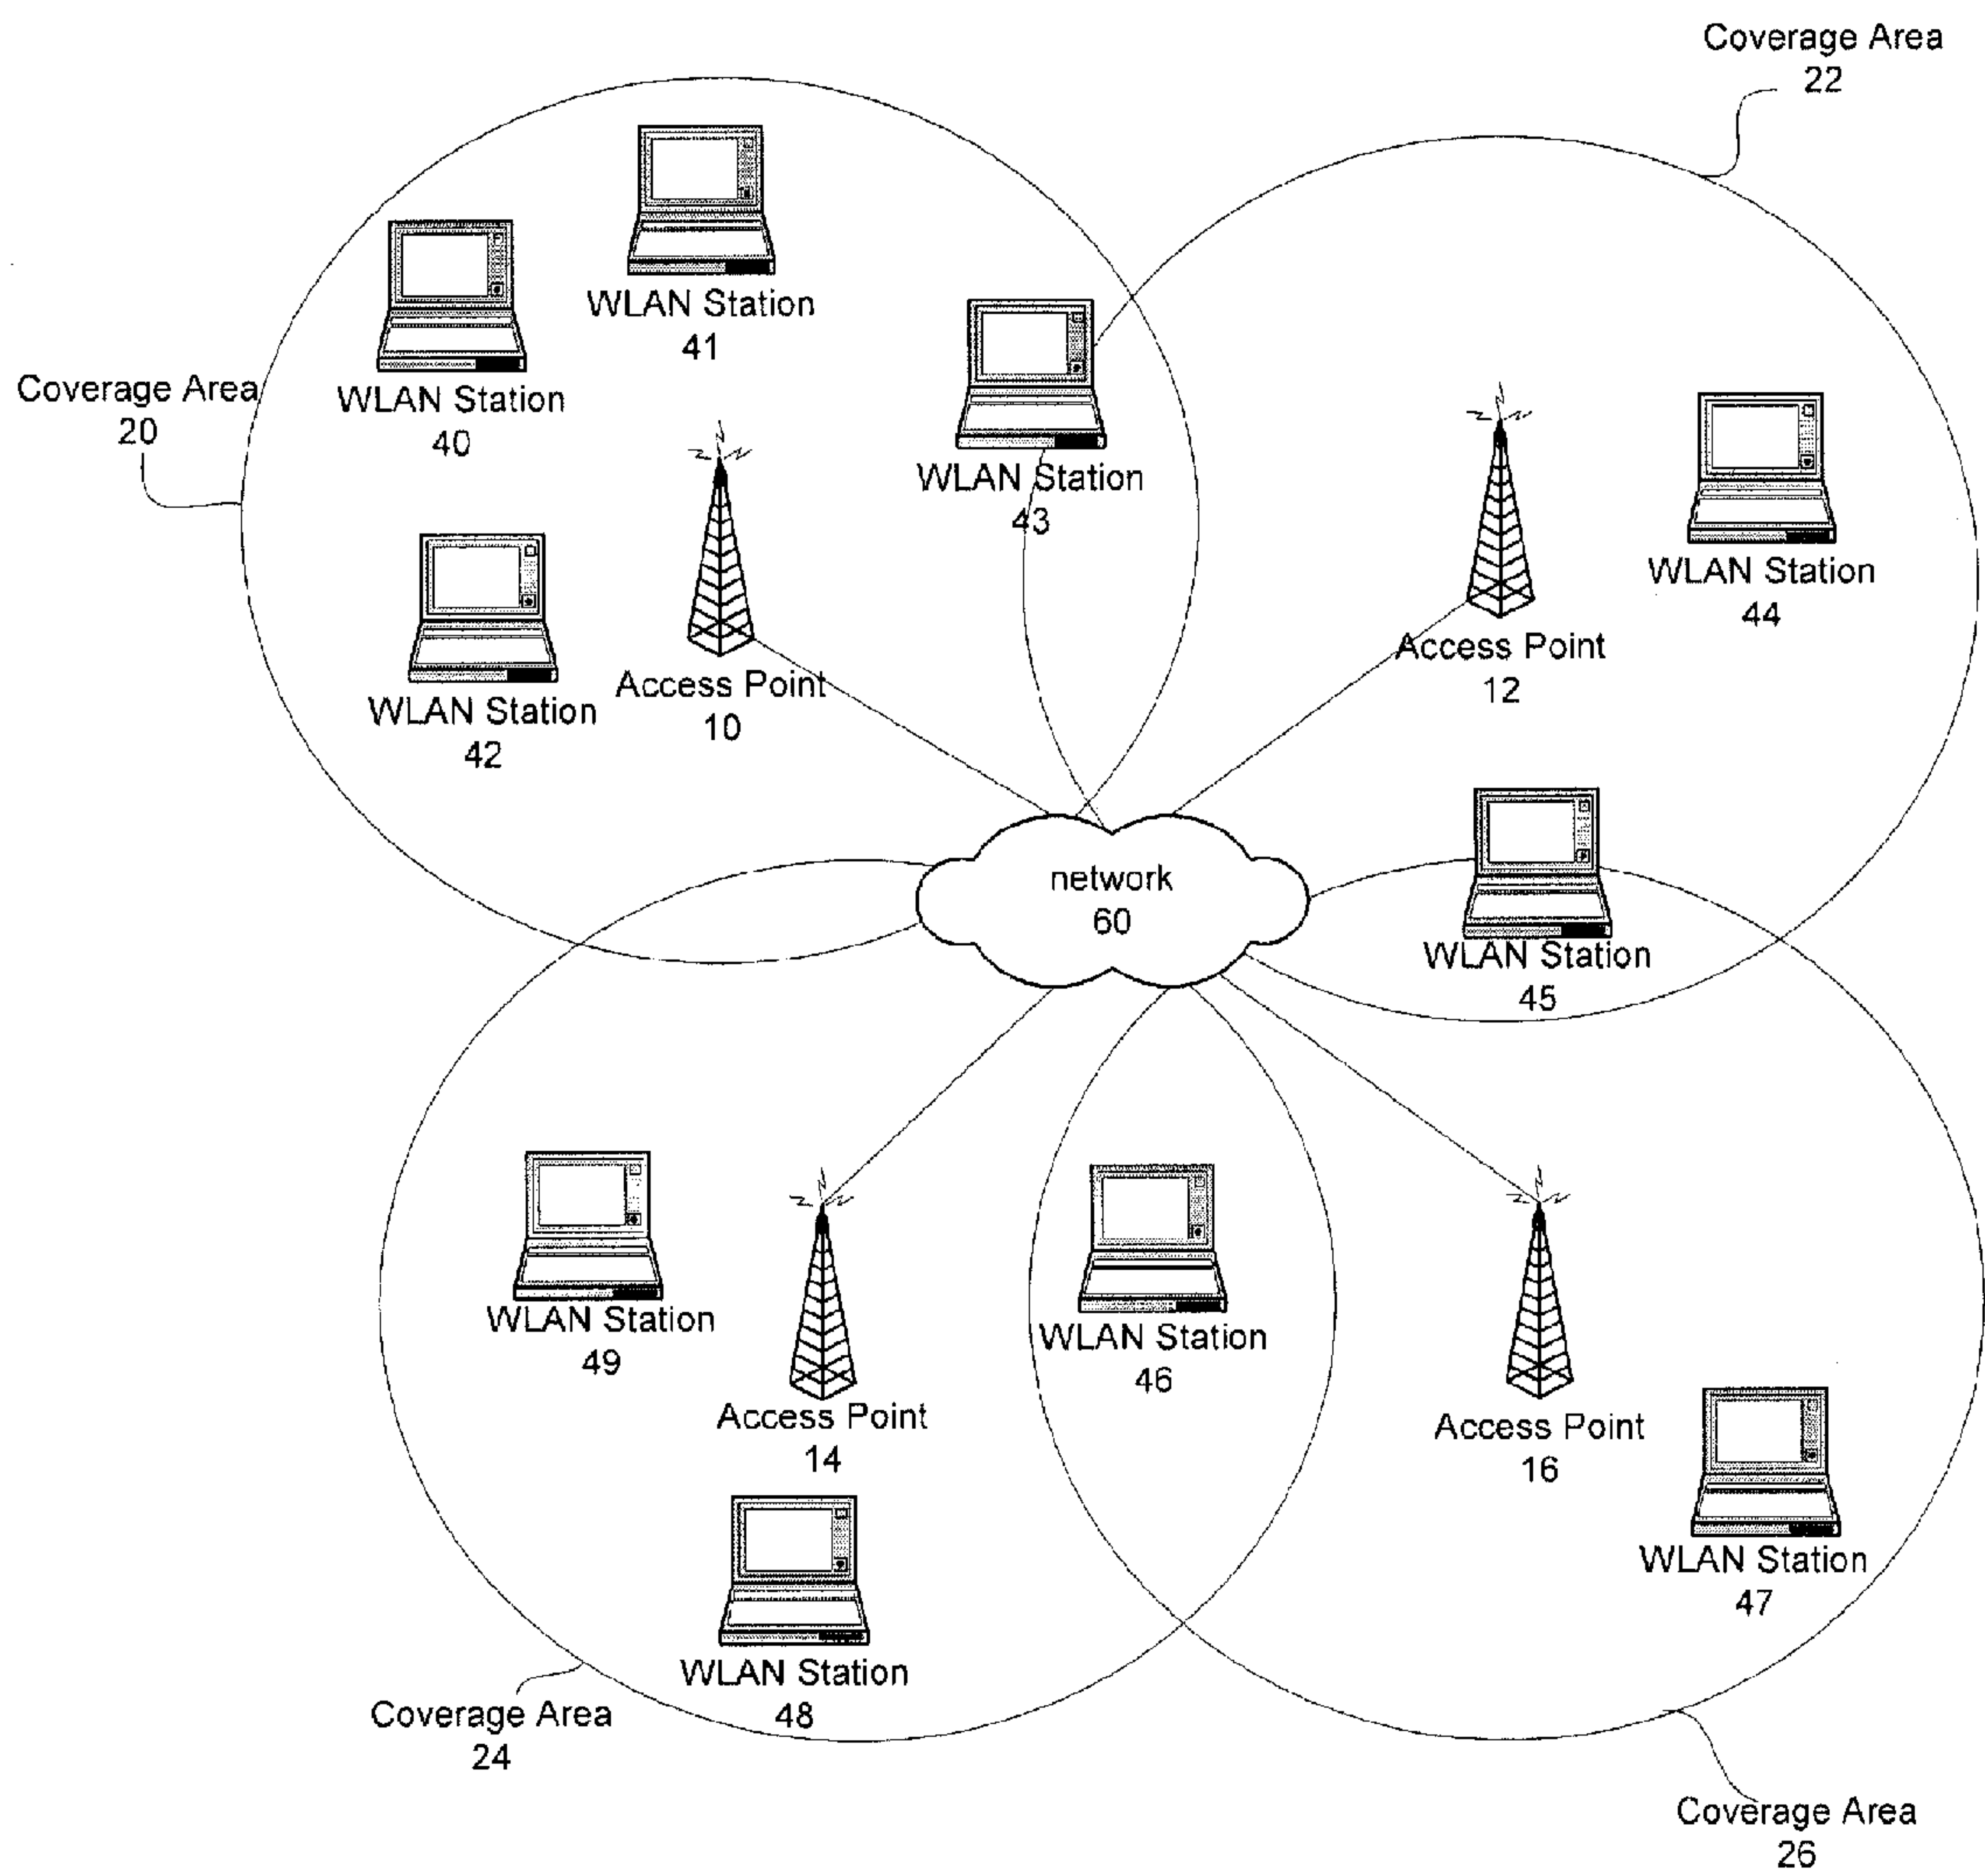 Coverage Area
22
WLAN Station
41
WLAN Station
40
Coverage Area
20
WLAN Station
43
WLAN Station
44
Access Point
12
WLAN Station
42
Access Point
10
network
60
WLAN Station
45
WLAN Station
49
WLAN Station
46
Access Point
14
Access Point
16
WLAN Station
47
WLAN Station
48
Coverage Area
24
Coverage Area
26